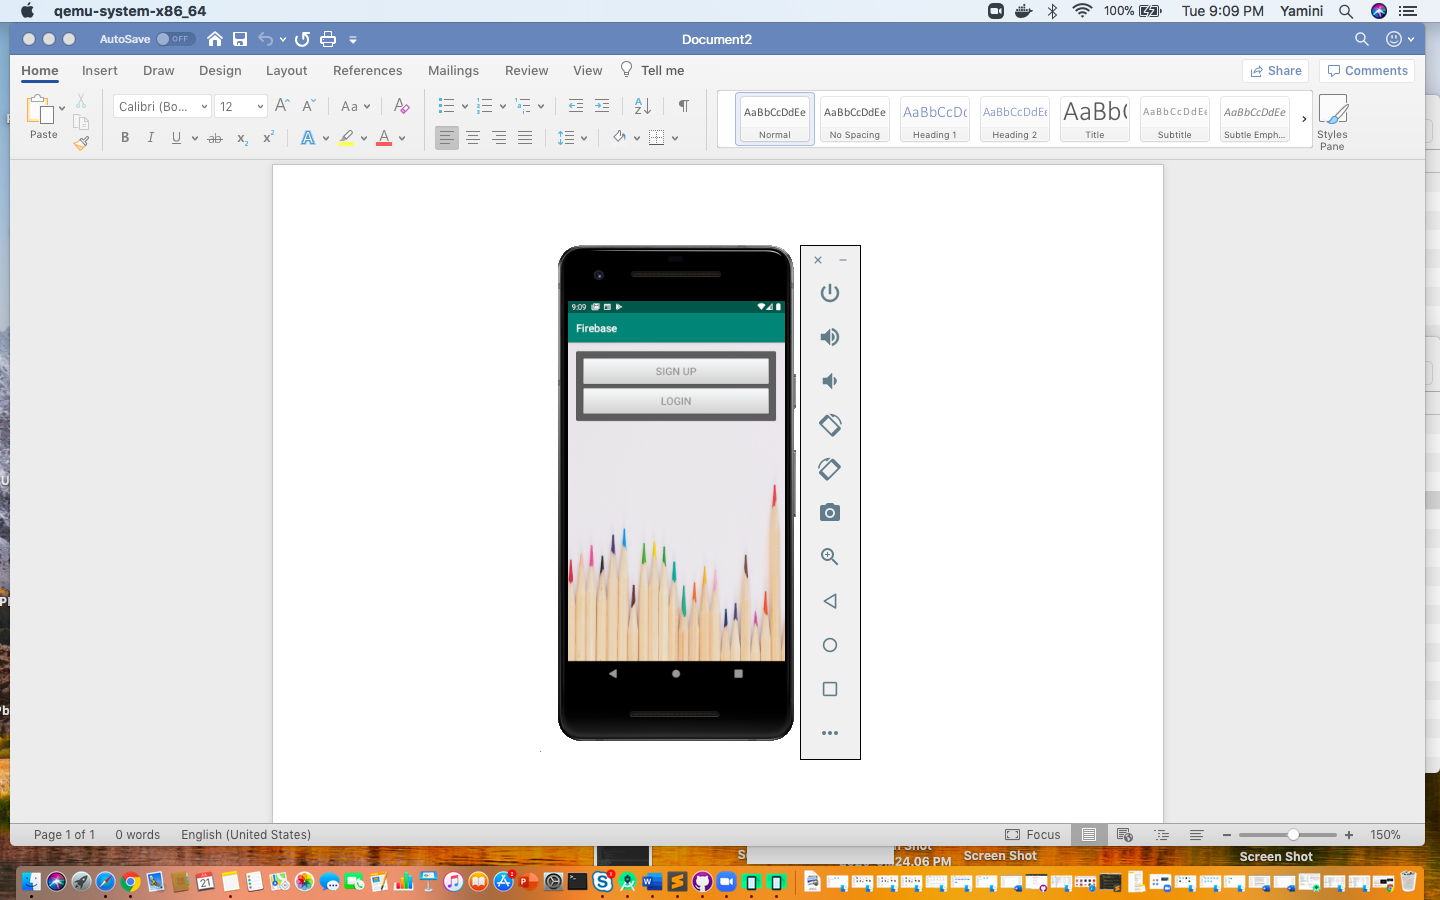 qemu-system-x86_64
100%
Tue 9:09 PM Yamini
AutoSave OFF
Document2
Home Insert Draw Design Layout References Mailings Review View Tell me
Share Comments
Paste
Calibri (Bo... 12
AaBbCcDdEe
Normal
AaBbCcDdEe
No Spacing
AaBbCcDc
Heading 1
AaBbCcDdEe
Heading 2
AaBbC
Title
AaBbCcDdEe
Subtitle
AaBbCcDdEe
Subtle Emph...
Styles
Pane
9:09
Firebase
SIGN UP
LOGIN
Page 1 of 1 0 words English (United States)
Focus
150%
24.06 PM
Screen Shot
Screen Shot